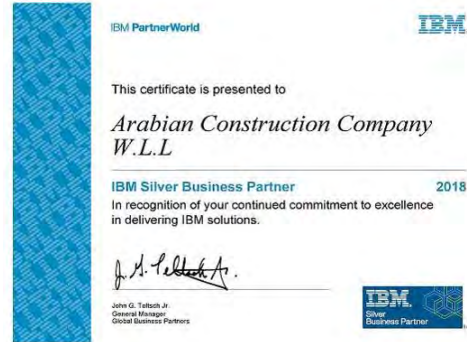 IBM PartnerWorld
IBM
This certificate is presented to
Arabian Construction Company
W.L.L
IBM Silver Business Partner 2018
In recognition of your continued commitment to excellence
in delivering IBM solutions.
John G. Teltsch Jr.
General Manager
Global Business Partners
IBM
Silver
Business Partner